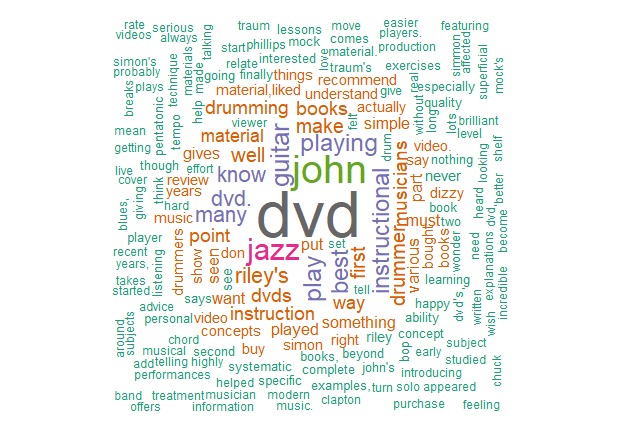 rate serious traum lessons move easier featuring
videos always talking start phillips mock comes players. simmon affected
simon's materials made relate interested love material. production
probably technique going finally things recommend exercises superficial mock's
breaks plays pentatonic tempo help material, liked understand give real especially
drumming books actually without long quality
mean viewer guitar make felt simple drum lots brilliant
getting material playing musicians level shelf
live though effort gives well john say video. nothing looking
cover think review know instructional part never better
blues, giving hard years dvd. dvd dizzy heard dvd,
music many must book two
player drummers point jazz put set drummer various bought books wonder need explanations become
recent listening show seen don best first
years, see riley's play tell learning 'd incredible
takes started says want dvds way happy dvd's written wish
advice personal video instruction something ability
around subjects chord concepts played right riley concept subject chuck
musical second buy simon bop early
add telling highly books, beyond studied
performances systematic complete john's introducing
helped specific examples, turn solo appeared
band treatment musician modern clapton purchase feeling
offers information music.